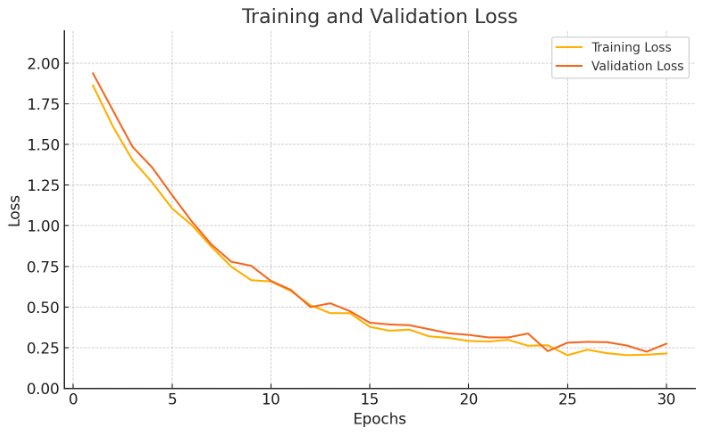 Training and Validation Loss
Training Loss
Validation Loss
2.00
1.75
1.50
1.25
1.00
0.75
0.50
0.25
0.00
Loss
0 5 10 15 20 25 30
Epochs